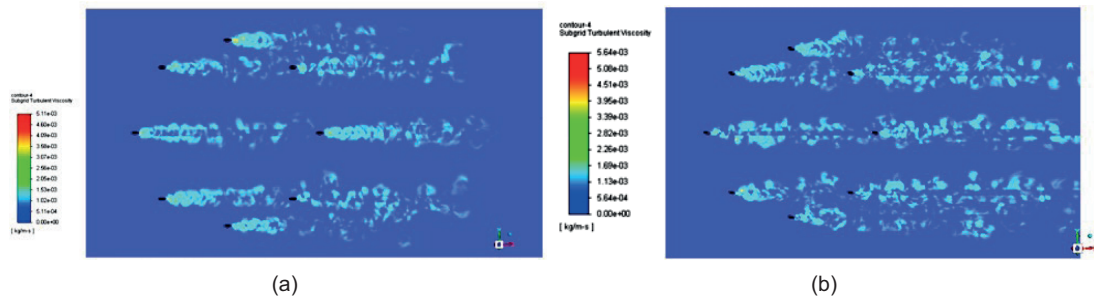 contour-4
Subgrid Turbulent Viscosity
5.11e-03
4.60e-03
4.09e-03
3.58e-03
3.07e-03
2.56e-03
2.05e-03
1.53e-03
1.02e-03
5.11e-04
0.00e+00
[ kg/m-s ]
(a)
contour-4
Subgrid Turbulent Viscosity
5.64e-03
5.08e-03
4.51e-03
3.95e-03
3.39e-03
2.82e-03
2.26e-03
1.69e-03
1.13e-03
5.64e-04
0.00e+00
[ kg/m-s ]
(b)